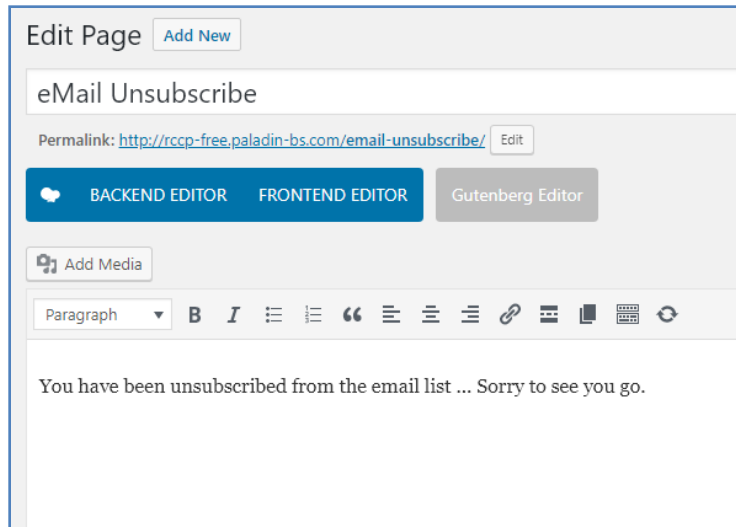 Edit Page Add New
eMail Unsubscribe
Permalink: http://rccp-free.paladin-bs.com/email-unsubscribe/ Edit
BACKEND EDITOR FRONTEND EDITOR Gutenberg Editor
Add Media
Paragraph B I
You have been unsubscribed from the email list ... Sorry to see you go.